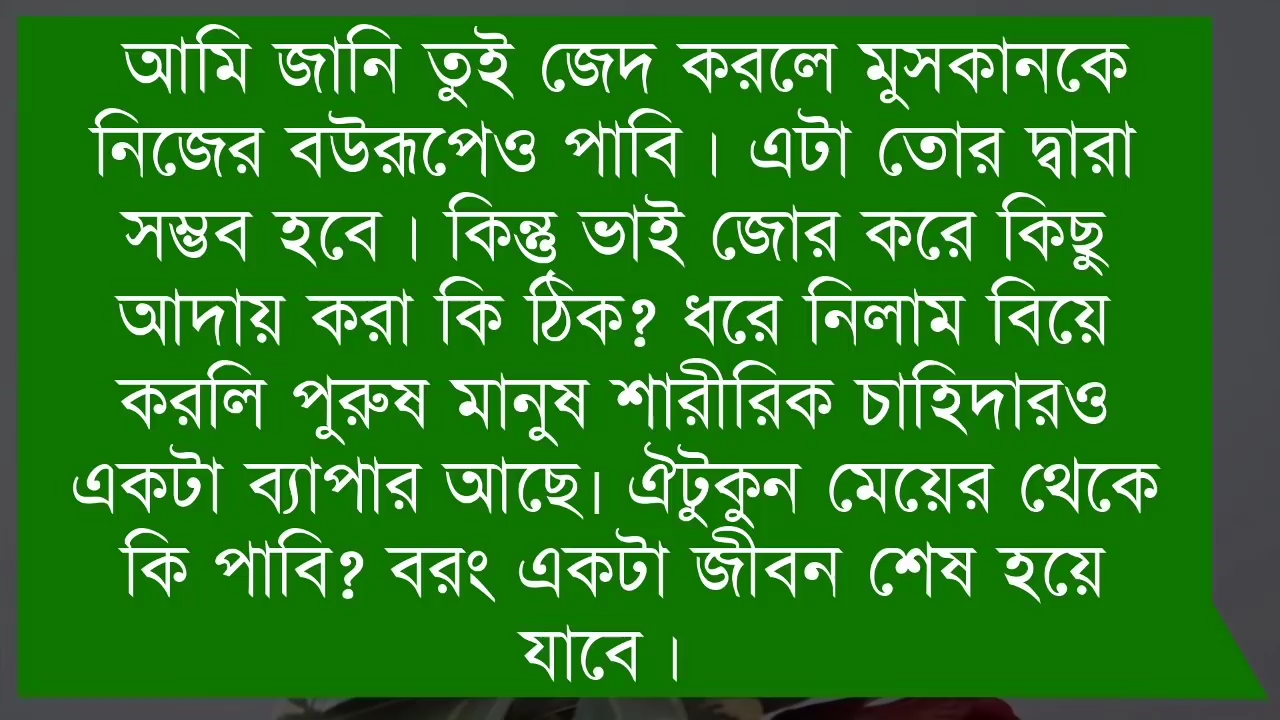 আমি জানি তুই জেদ করলে মুসকানকে
নিজের বউরূপেও পাবি । এটা তোর দ্বারা
সম্ভব হবে । কিন্তু ভাই জোর করে কিছু
আদায় করা কি ঠিক? ধরে নিলাম বিয়ে
করলি পুরুষ মানুষ শারীরিক চাহিদারও
একটা ব্যাপার আছে। ঐটুকুন মেয়ের থেকে
কি পাবি? বরং একটা জীবন শেষ হয়ে
যাবে ।